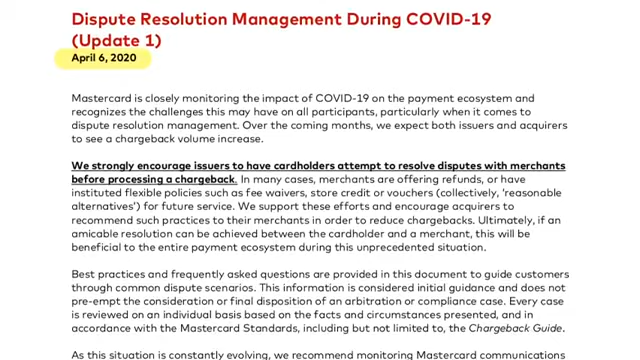 Dispute Resolution Management During COVID-19
(Update 1)
April 6, 2020
Mastercard is closely monitoring the impact of COVID-19 on the payment ecosystem and
recognizes the challenges this may have on all participants, particularly when it comes to
dispute resolution management. Over the coming months, we expect both issuers and acquirers
to see a chargeback volume increase.
We strongly encourage issuers to have cardholders attempt to resolve disputes with merchants
before processing a chargeback. In many cases, merchants are offering refunds, or have
instituted flexible policies such as fee waivers, store credit or vouchers (collectively, ‘reasonable
alternatives’) for future service. We support these efforts and encourage acquirers to
recommend such practices to their merchants in order to reduce chargebacks. Ultimately, if an
amicable resolution can be achieved between the cardholder and a merchant, this will be
beneficial to the entire payment ecosystem during this unprecedented situation.
Best practices and frequently asked questions are provided in this document to guide customers
through common dispute scenarios. This information is considered initial guidance and does not
pre-empt the consideration or final disposition of an arbitration or compliance case. Every case
is reviewed on an individual basis based on the facts and circumstances presented, and in
accordance with the Mastercard Standards, including but not limited to, the Chargeback Guide.
As this situation is constantly evolving, we recommend monitoring Mastercard communications